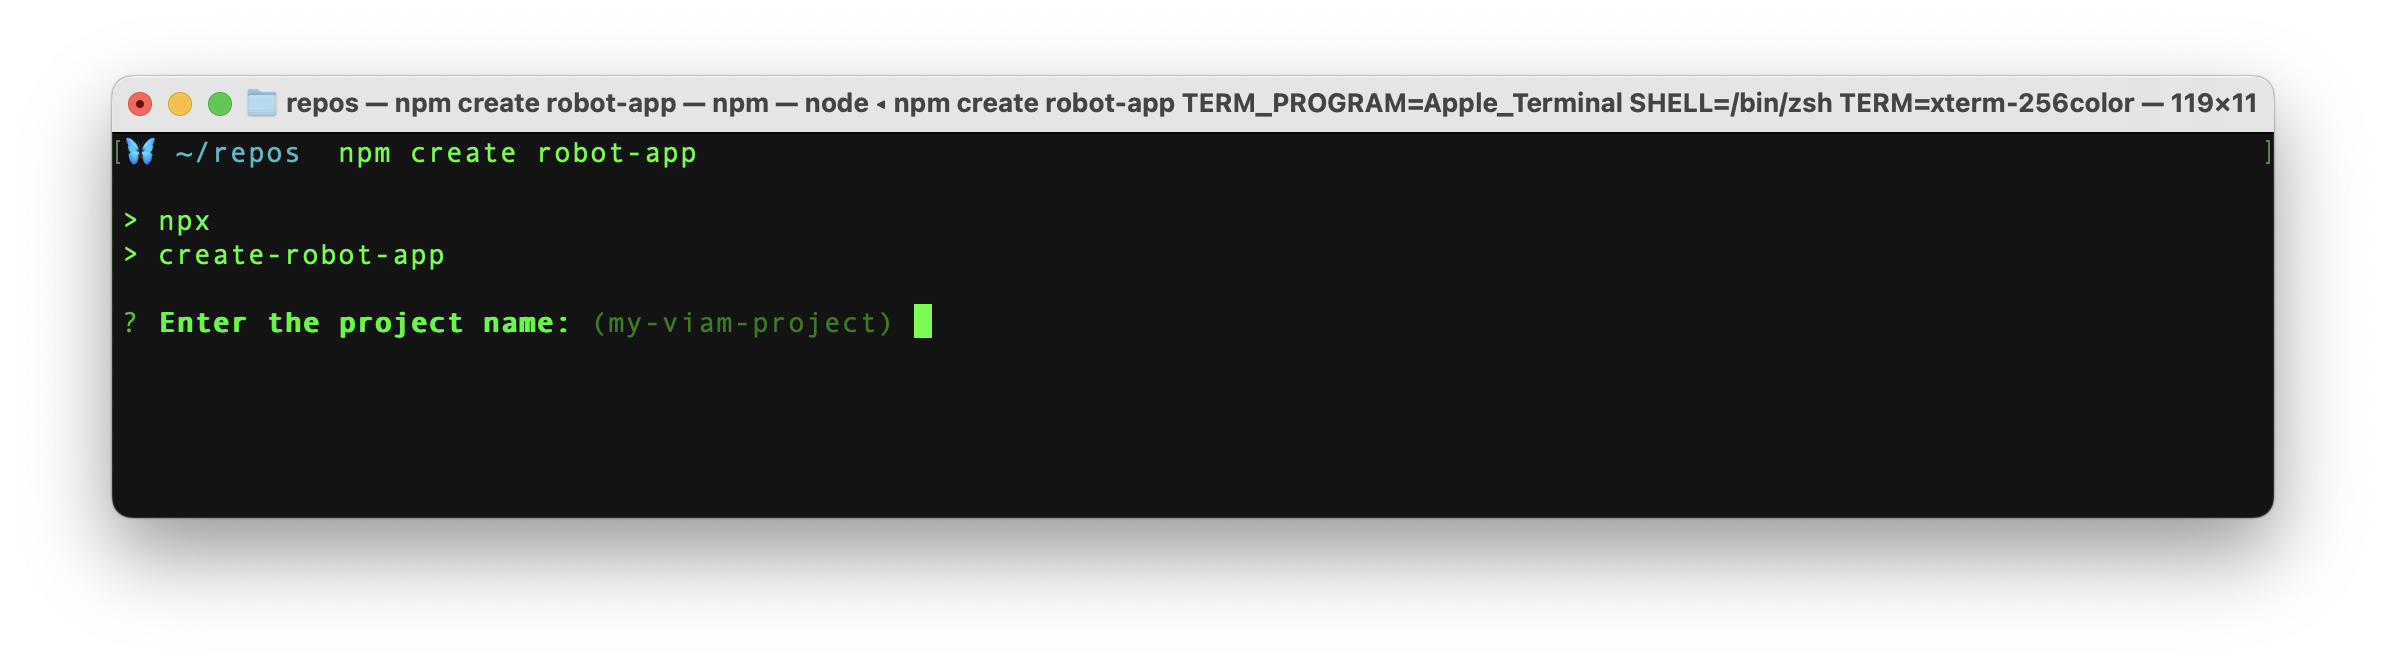 repos — npm create robot-app — npm — node ◂ npm create robot-app TERM_PROGRAM=Apple_Terminal SHELL=/bin/zsh TERM=xterm-256color — 119×11
[🦋 ~/repos  npm create robot-app ]
> npx
> create-robot-app
? Enter the project name: (my-viam-project)